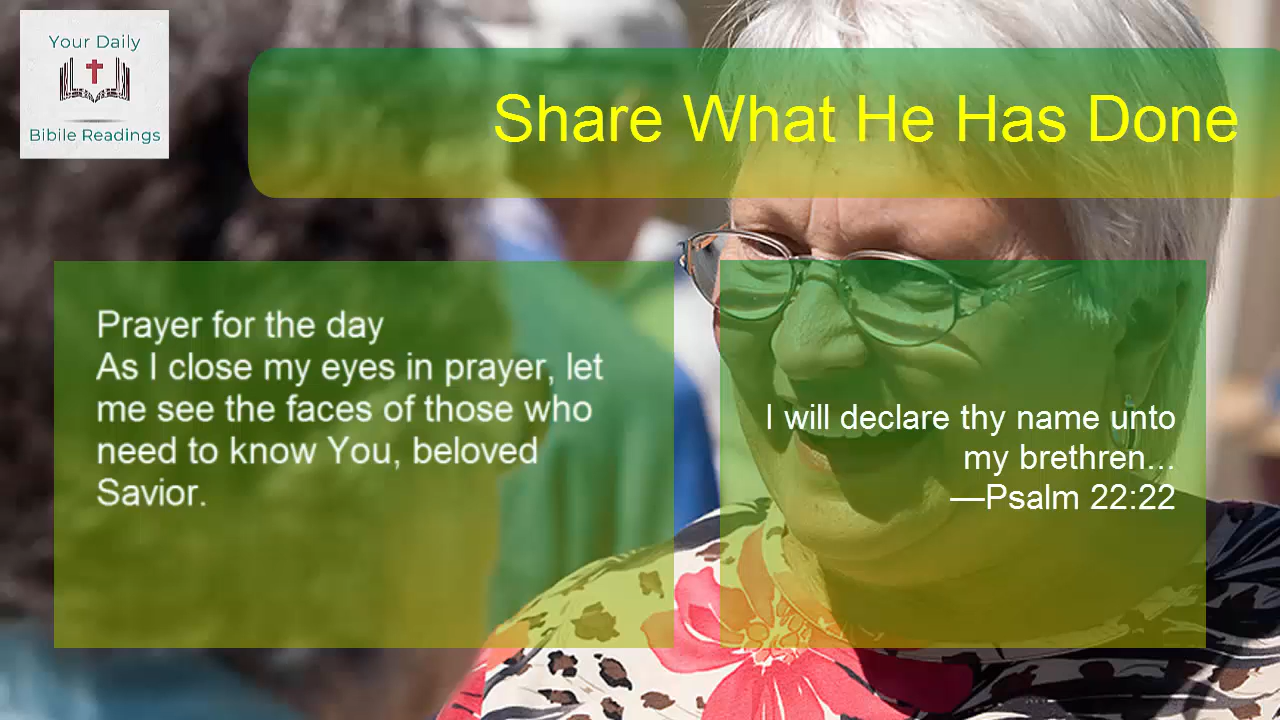 Your Daily
Bibile Readings
Share What He Has Done
Prayer for the day
As I close my eyes in prayer, let
me see the faces of those who
need to know You, beloved
Savior.
I will declare thy name unto
my brethren...
—Psalm 22:22